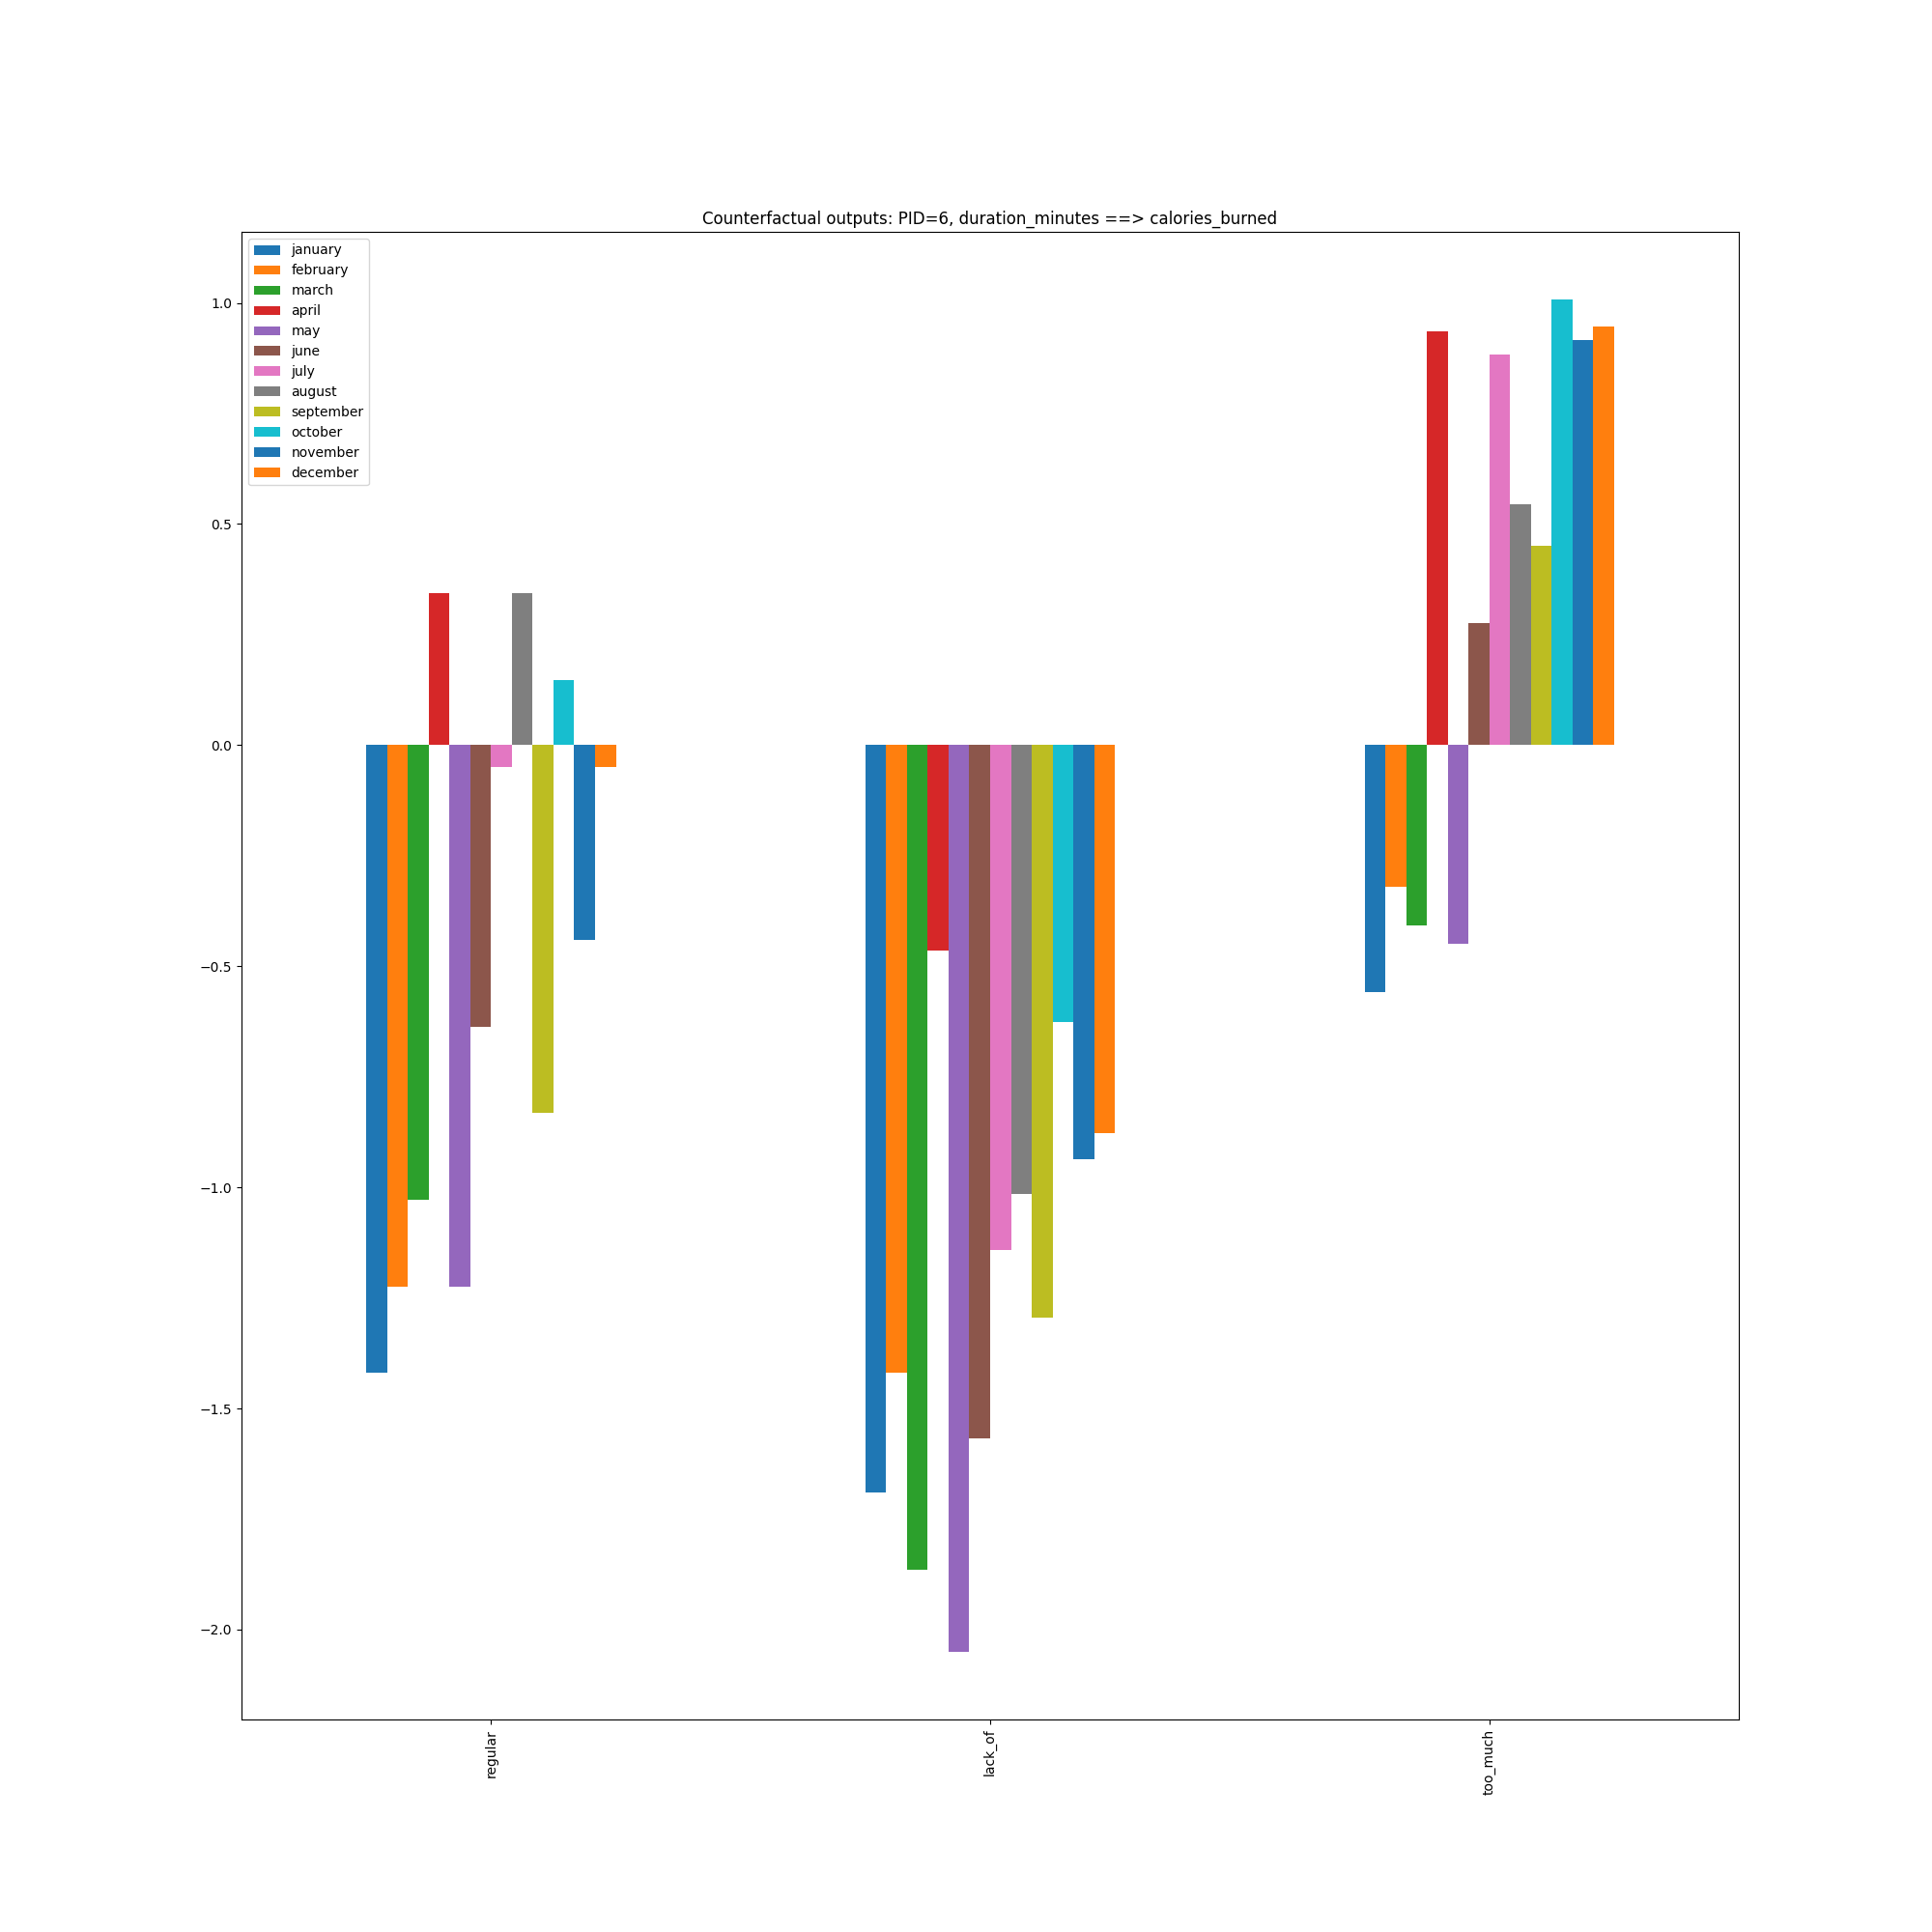 Counterfactual outputs: PID=6, duration_minutes ==> calories_burned
january
february
march
april
may
june
july
august
september
october
november
december
1.0
0.5
0.0
−0.5
−1.0
−1.5
−2.0
regular
lack_of
too_much